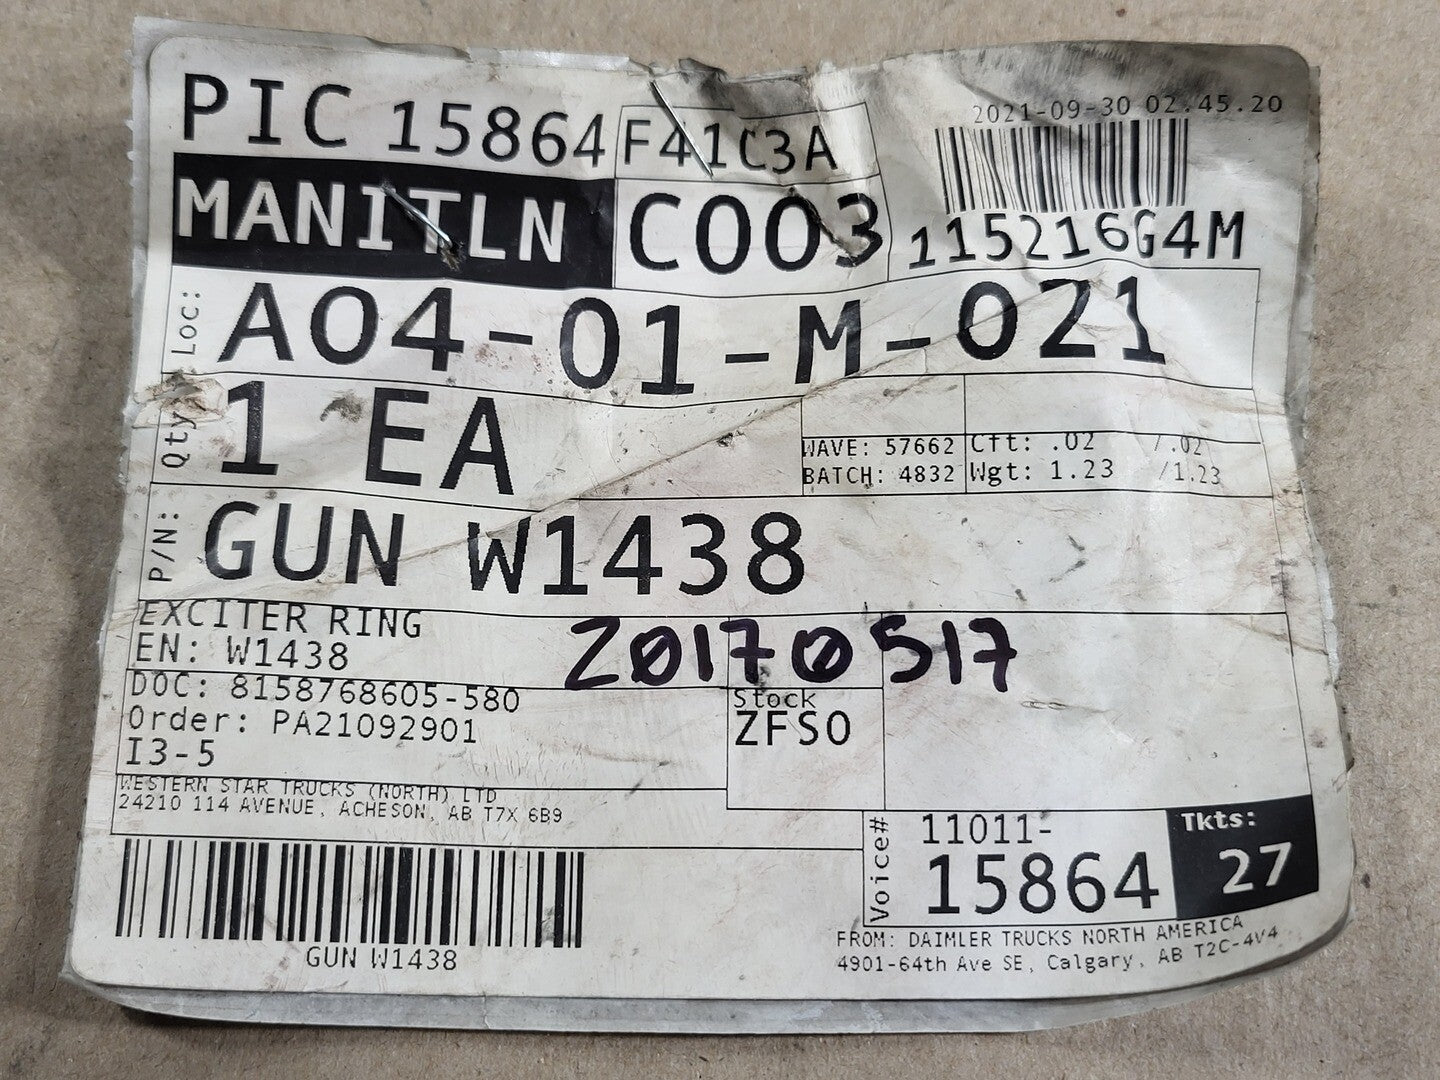 PIC 15864 F41C3A
2021-09-30 02.45.20
MANITLN C003 115216G4M
Loc: A04-01-M-021
Qty: 1 EA
WAVE: 57662 Cft: .02 /.02
BATCH: 4832 Wgt: 1.23 /1.23
P/N: GUN W1438
EXCITER RING
EN: W1438
20170517
DOC: 8158768605-580
Order: PA21092901
I3-5
Stock
ZFSO
WESTERN STAR TRUCKS (NORTH) LTD
24210 114 AVENUE, ACHESON, AB T7X 6B9
Voice# 11011-
15864
Tkts:
27
GUN W1438
FROM: DAIMLER TRUCKS NORTH AMERICA
4901-64th Ave SE, Calgary, AB T2C-4V4